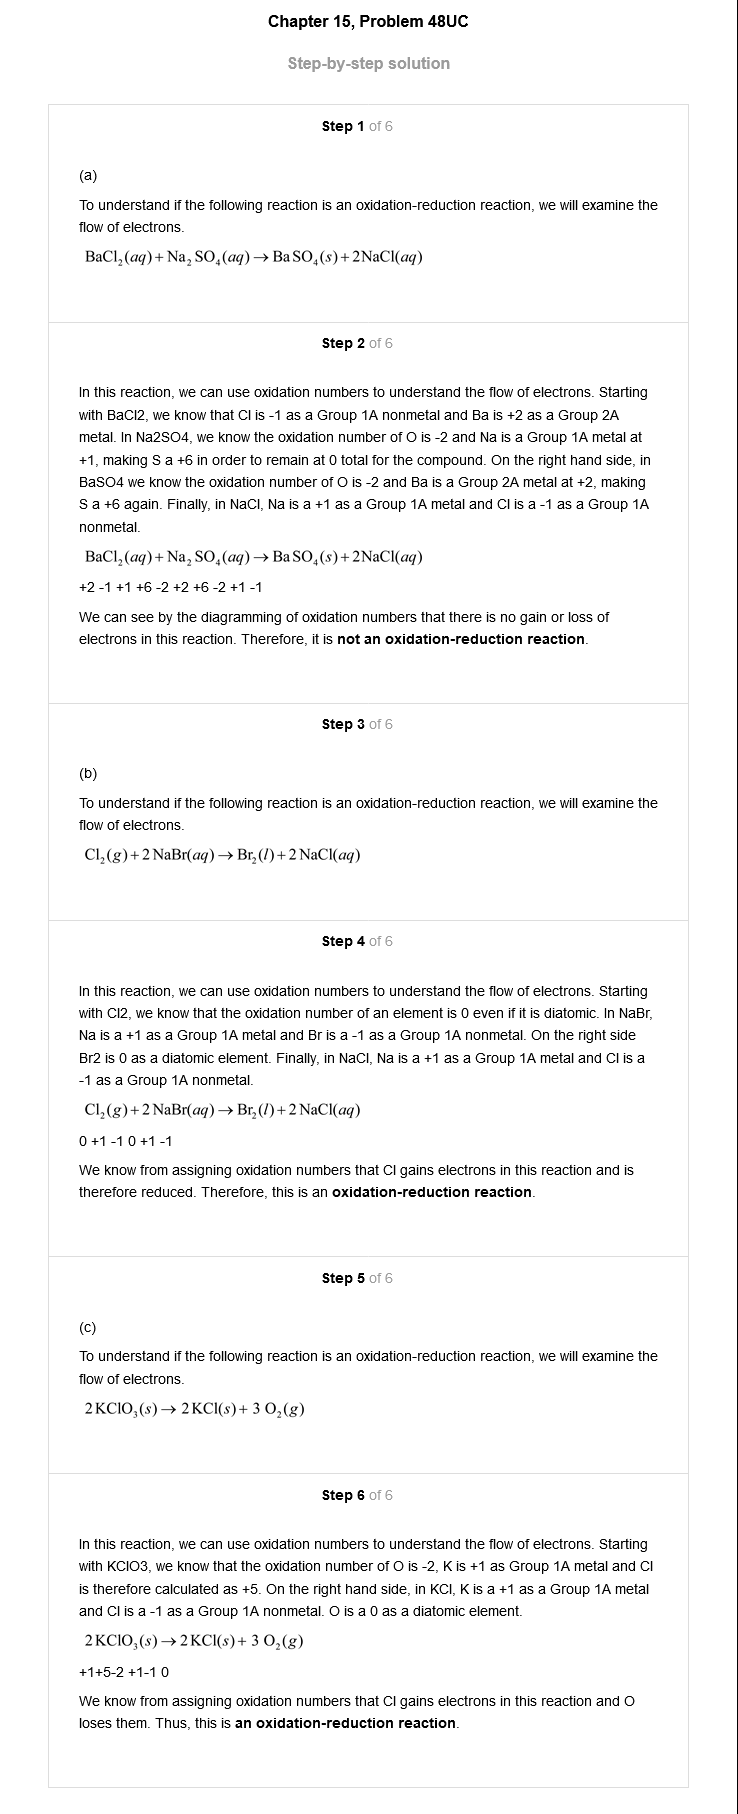 Chapter 15, Problem 48UC
Step-by-step solution
Step 1 of 6
(a)
To understand if the following reaction is an oxidation-reduction reaction, we will examine the
flow of electrons.
BaCl₂(aq)+Na₂SO₄(aq)→BaSO₄(s)+2NaCl(aq)
Step 2 of 6
In this reaction, we can use oxidation numbers to understand the flow of electrons. Starting
with BaCl2, we know that Cl is -1 as a Group 1A nonmetal and Ba is +2 as a Group 2A
metal. In Na2SO4, we know the oxidation number of O is -2 and Na is a Group 1A metal at
+1, making S a +6 in order to remain at 0 total for the compound. On the right hand side, in
BaSO4 we know the oxidation number of O is -2 and Ba is a Group 2A metal at +2, making
S a +6 again. Finally, in NaCl, Na is a +1 as a Group 1A metal and Cl is a -1 as a Group 1A
nonmetal.
BaCl₂(aq)+Na₂SO₄(aq)→BaSO₄(s)+2NaCl(aq)
+2 -1 +1 +6 -2 +2 +6 -2 +1 -1
We can see by the diagramming of oxidation numbers that there is no gain or loss of
electrons in this reaction. Therefore, it is not an oxidation-reduction reaction.
Step 3 of 6
(b)
To understand if the following reaction is an oxidation-reduction reaction, we will examine the
flow of electrons.
Cl₂(g)+2NaBr(aq)→Br₂(l)+2NaCl(aq)
Step 4 of 6
In this reaction, we can use oxidation numbers to understand the flow of electrons. Starting
with Cl2, we know that the oxidation number of an element is 0 even if it is diatomic. In NaBr,
Na is a +1 as a Group 1A metal and Br is a -1 as a Group 1A nonmetal. On the right side
Br2 is 0 as a diatomic element. Finally, in NaCl, Na is a +1 as a Group 1A metal and Cl is a
-1 as a Group 1A nonmetal.
Cl₂(g)+2NaBr(aq)→Br₂(l)+2NaCl(aq)
0 +1 -1 0 +1 -1
We know from assigning oxidation numbers that Cl gains electrons in this reaction and is
therefore reduced. Therefore, this is an oxidation-reduction reaction.
Step 5 of 6
(c)
To understand if the following reaction is an oxidation-reduction reaction, we will examine the
flow of electrons.
2KClO₃(s)→2KCl(s)+3O₂(g)
Step 6 of 6
In this reaction, we can use oxidation numbers to understand the flow of electrons. Starting
with KClO3, we know that the oxidation number of O is -2, K is +1 as Group 1A metal and Cl
is therefore calculated as +5. On the right hand side, in KCl, K is a +1 as a Group 1A metal
and Cl is a -1 as a Group 1A nonmetal. O is a 0 as a diatomic element.
2KClO₃(s)→2KCl(s)+3O₂(g)
+1+5-2 +1-1 0
We know from assigning oxidation numbers that Cl gains electrons in this reaction and O
loses them. Thus, this is an oxidation-reduction reaction.